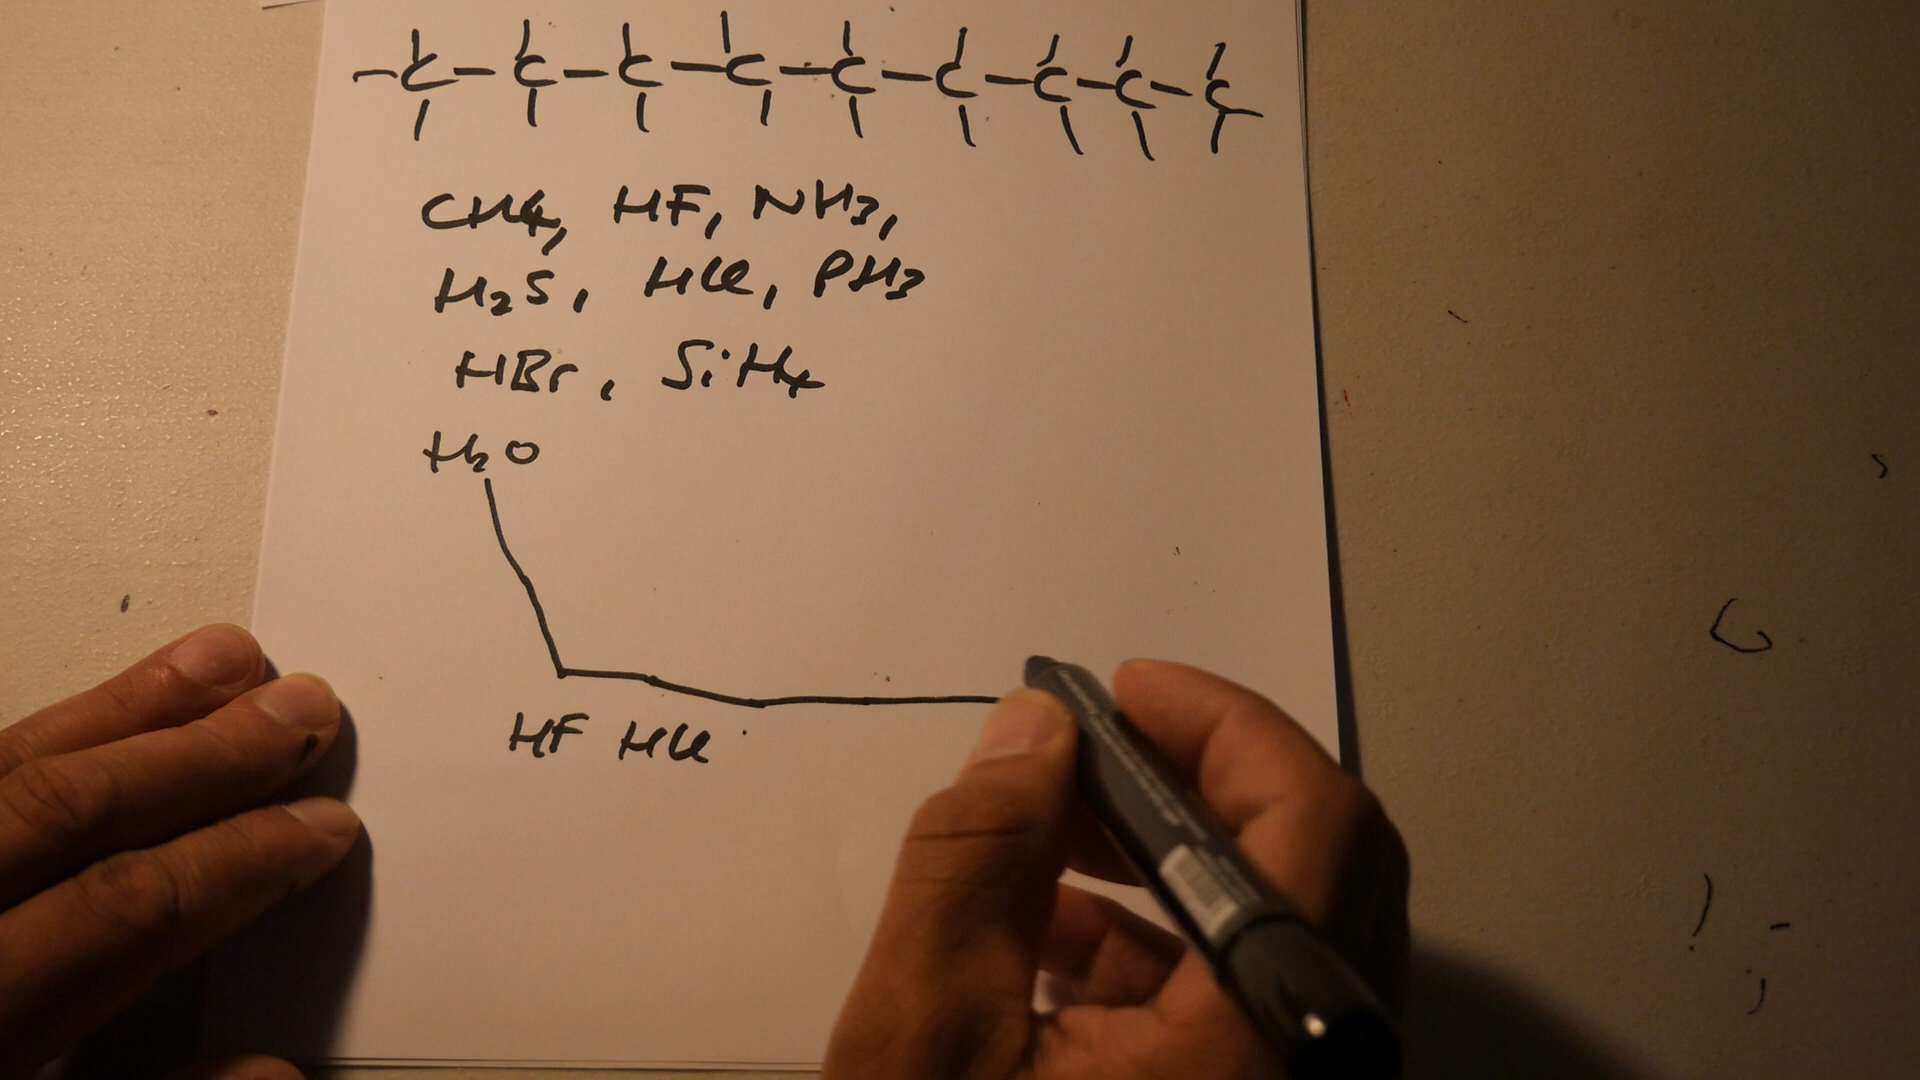 C-C-C-C-C-C-C-C-C
CH4, HF, NH3,
H2S, HCl, PH3
HBr, SiH4
H2O
HF HCl